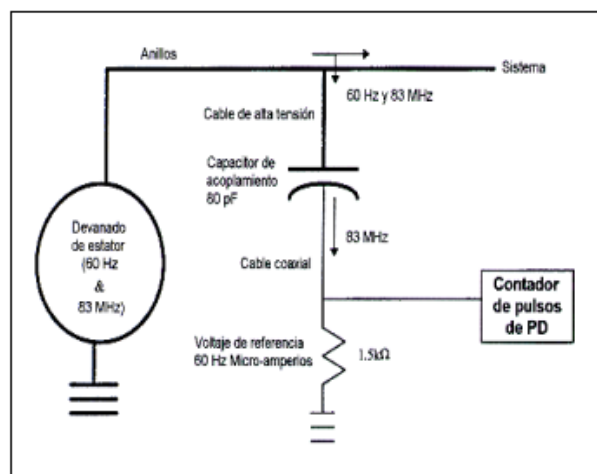 Anillos
Sistema
60 Hz y 83 MHz
Cable de alta tensión
Capacitor de
acoplamiento
80 pF
Devanado
de estator
(60 Hz
&
83 MHz)
83 MHz
Cable coaxial
Contador
de pulsos
de PD
Voltaje de referencia
60 Hz Micro-amperios
1.5kΩ